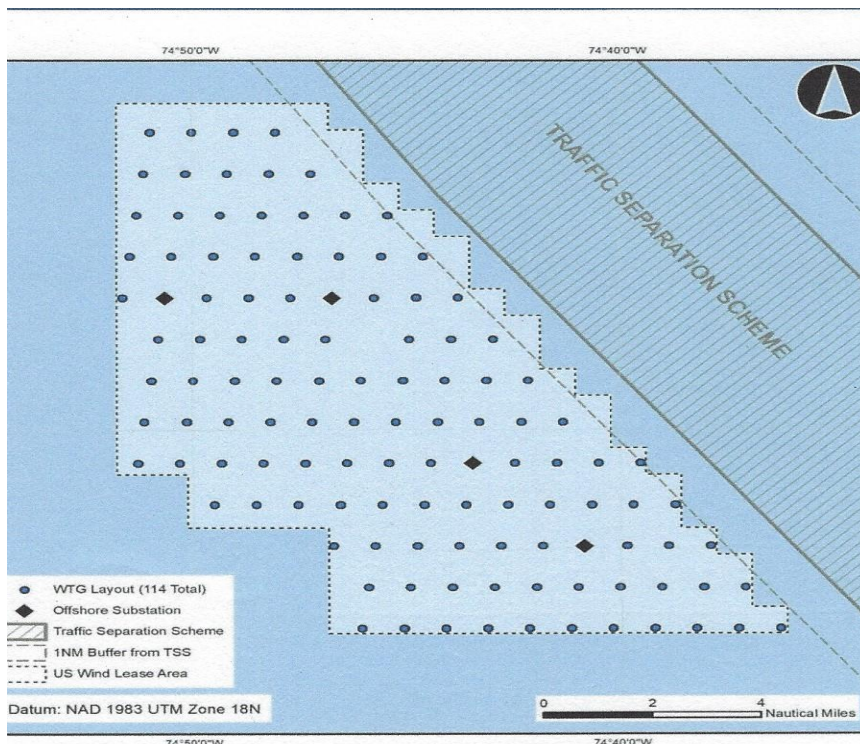 74°50'0"W 74°40'0"W
TRAFFIC SEPARATION SCHEME
WTG Layout (114 Total)
Offshore Substation
Traffic Separation Scheme
1NM Buffer from TSS
US Wind Lease Area
Datum: NAD 1983 UTM Zone 18N
0 2 4
Nautical Miles
74°50'0"W 74°40'0"W